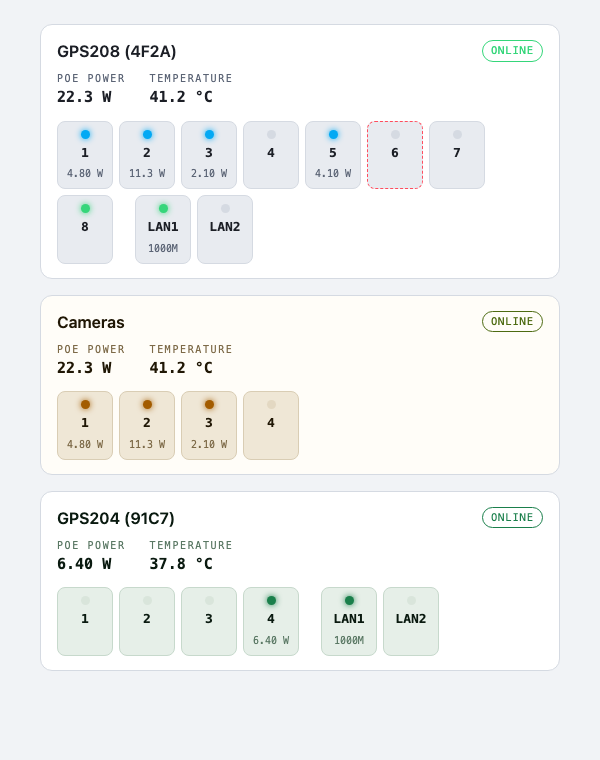 GPS208 (4F2A) ONLINE
POE POWER TEMPERATURE
22.3 W 41.2 °C
1 2 3 4 5 6 7
4.80 W 11.3 W 2.10 W 4.10 W
8 LAN1 LAN2
1000M
Cameras ONLINE
POE POWER TEMPERATURE
22.3 W 41.2 °C
1 2 3 4
4.80 W 11.3 W 2.10 W
GPS204 (91C7) ONLINE
POE POWER TEMPERATURE
6.40 W 37.8 °C
1 2 3 4 LAN1 LAN2
6.40 W 1000M